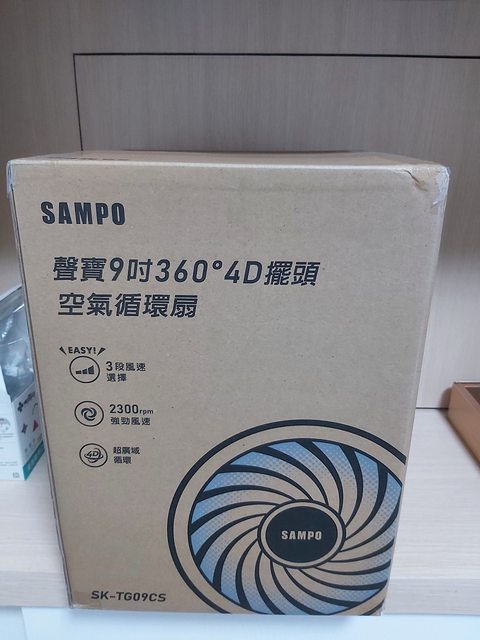 SAMPO
聲寶9吋360°4D擺頭
空氣循環扇
EASY!
3段風速
選擇
2300rpm
強勁風速
4D
超廣域
循環
SAMPO
SK-TG09CS